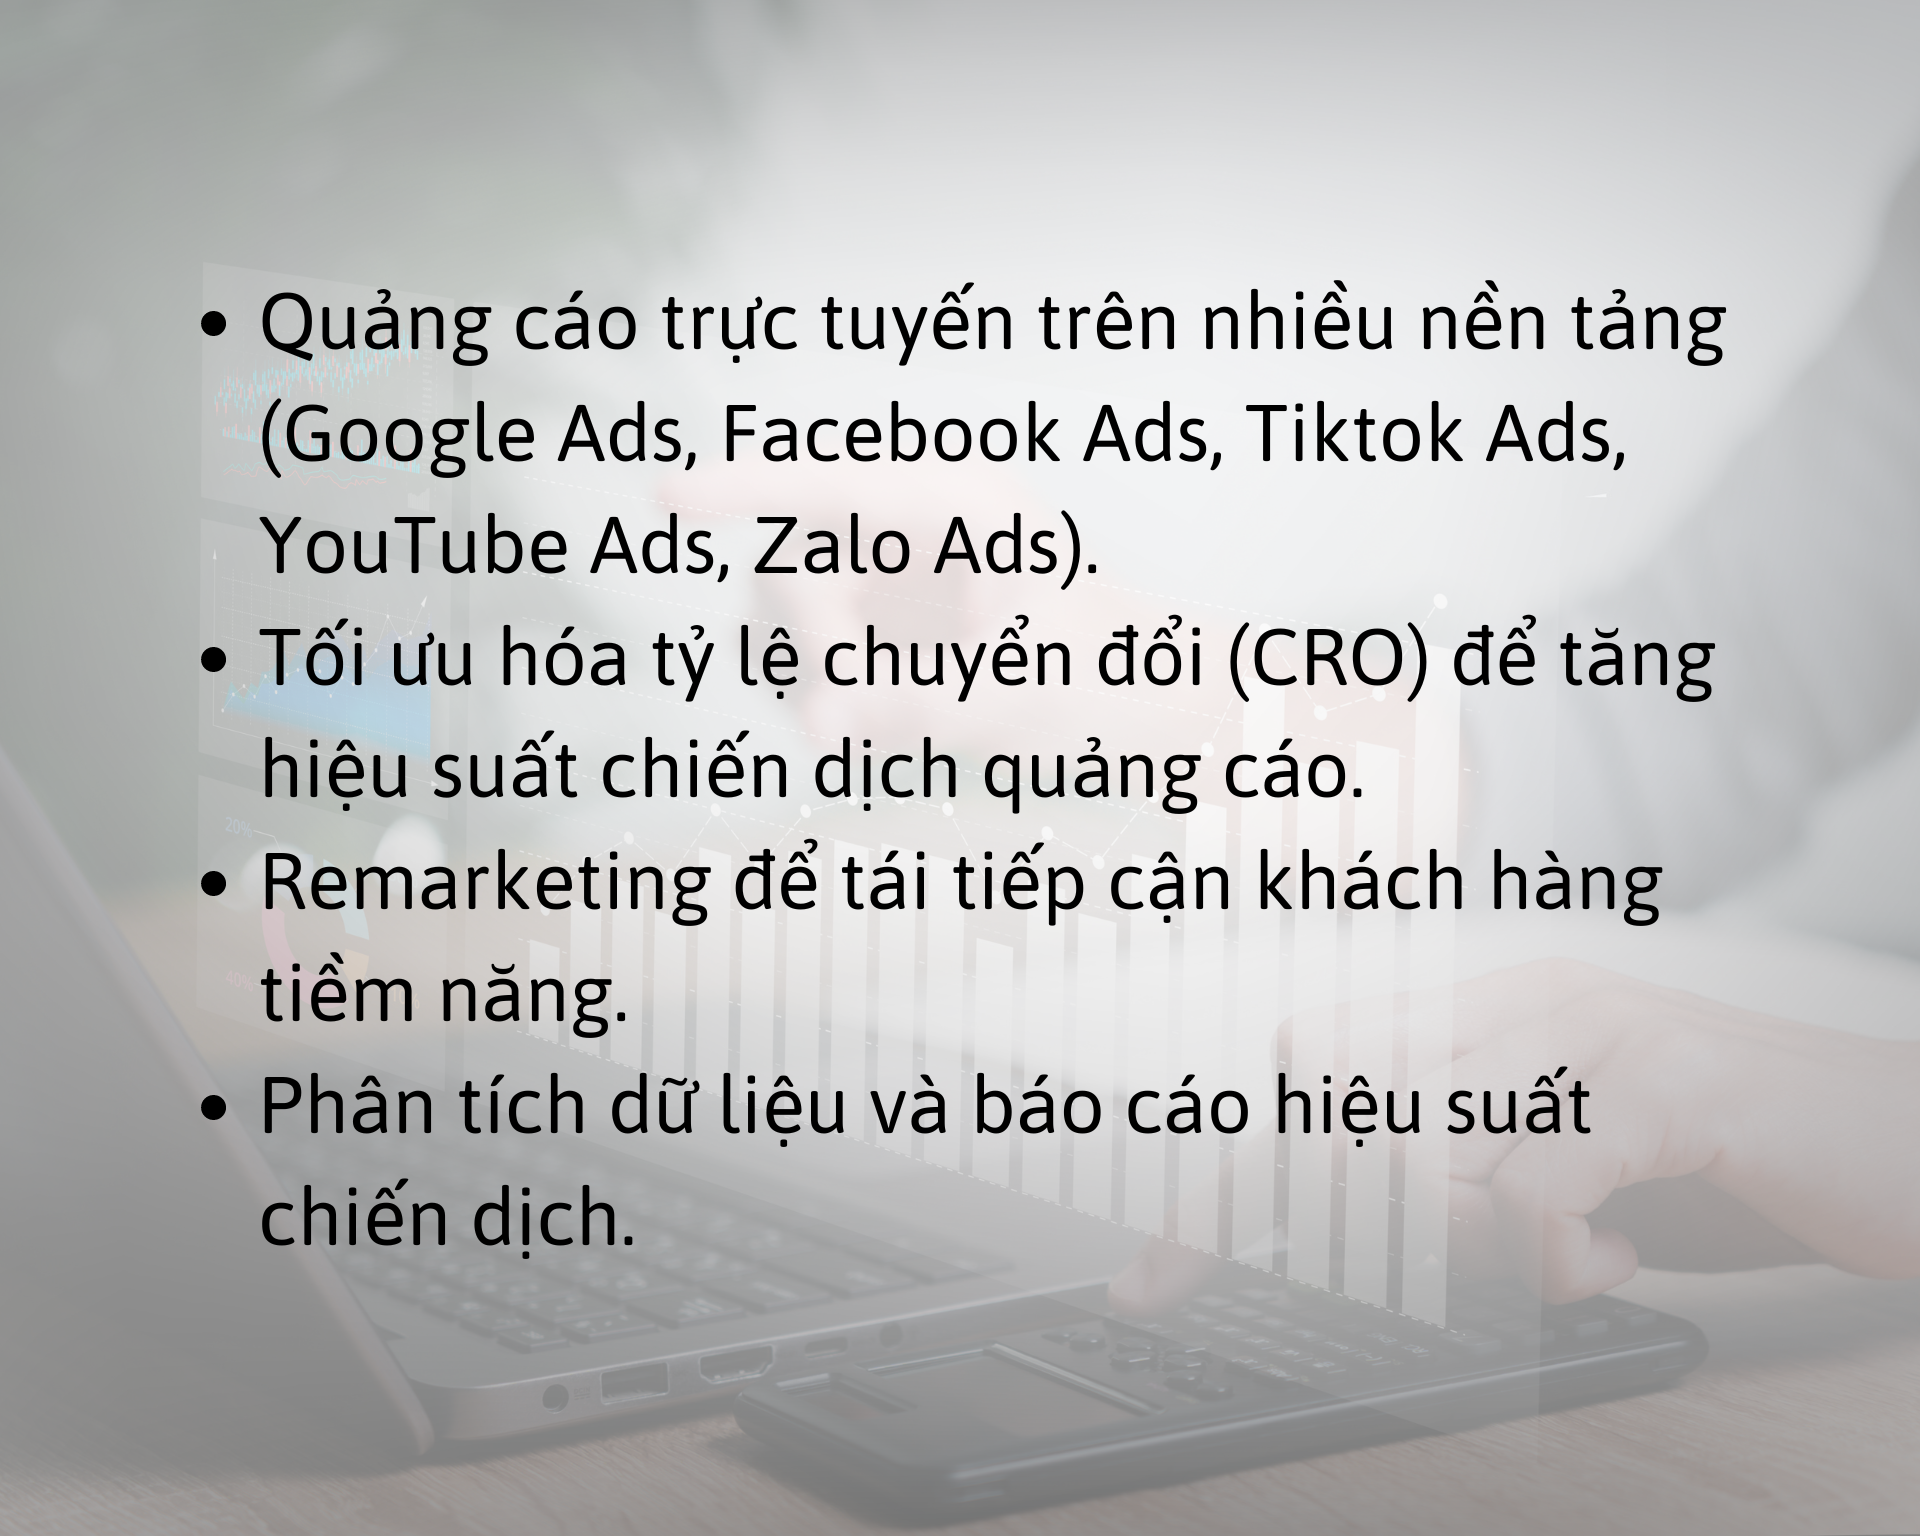 • Quảng cáo trực tuyến trên nhiều nền tảng
(Google Ads, Facebook Ads, Tiktok Ads,
YouTube Ads, Zalo Ads).
• Tối ưu hóa tỷ lệ chuyển đổi (CRO) để tăng
hiệu suất chiến dịch quảng cáo.
• Remarketing để tái tiếp cận khách hàng
tiềm năng.
• Phân tích dữ liệu và báo cáo hiệu suất
chiến dịch.
20%
40%